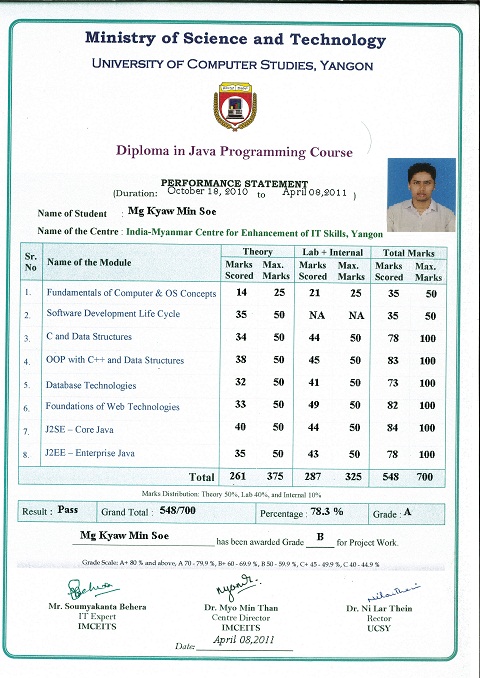 Ministry of Science and Technology
UNIVERSITY OF COMPUTER STUDIES, YANGON
Diploma in Java Programming Course
PERFORMANCE STATEMENT
(Duration: October 18, 2010 to April 08,2011 )
Name of Student : Mg Kyaw Min Soe
Name of the Centre : India-Myanmar Centre for Enhancement of IT Skills, Yangon
Sr. No Name of the Module Theory Lab + Internal Total Marks
Marks Scored Max. Marks Marks Scored Max. Marks Marks Scored Max. Marks
1. Fundamentals of Computer & OS Concepts 14 25 21 25 35 50
2. Software Development Life Cycle 35 50 NA NA 35 50
3. C and Data Structures 34 50 44 50 78 100
4. OOP with C++ and Data Structures 38 50 45 50 83 100
5. Database Technologies 32 50 41 50 73 100
6. Foundations of Web Technologies 33 50 49 50 82 100
7. J2SE – Core Java 40 50 44 50 84 100
8. J2EE – Enterprise Java 35 50 43 50 78 100
Total 261 375 287 325 548 700
Marks Distribution: Theory 50%, Lab 40%, and Internal 10%
Result : Pass Grand Total : 548/700 Percentage : 78.3 % Grade : A
Mg Kyaw Min Soe has been awarded Grade B for Project Work.
Grade Scale: A+ 80 % and above, A 70 - 79.9 %, B+ 60 - 69.9 %, B 50 - 59.9 %, C+ 45 - 49.9 %, C 40 - 44.9 %
Mr. Soumyakanta Behera Dr. Myo Min Than Dr. Ni Lar Thein
IT Expert Centre Director Rector
IMCEITS IMCEITS UCSY
Date: April 08,2011